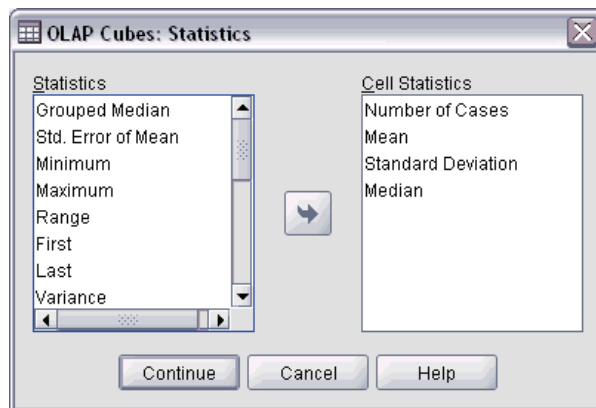 OLAP Cubes: Statistics
Statistics
Grouped Median
Std. Error of Mean
Minimum
Maximum
Range
First
Last
Variance
Cell Statistics
Number of Cases
Mean
Standard Deviation
Median
Continue
Cancel
Help